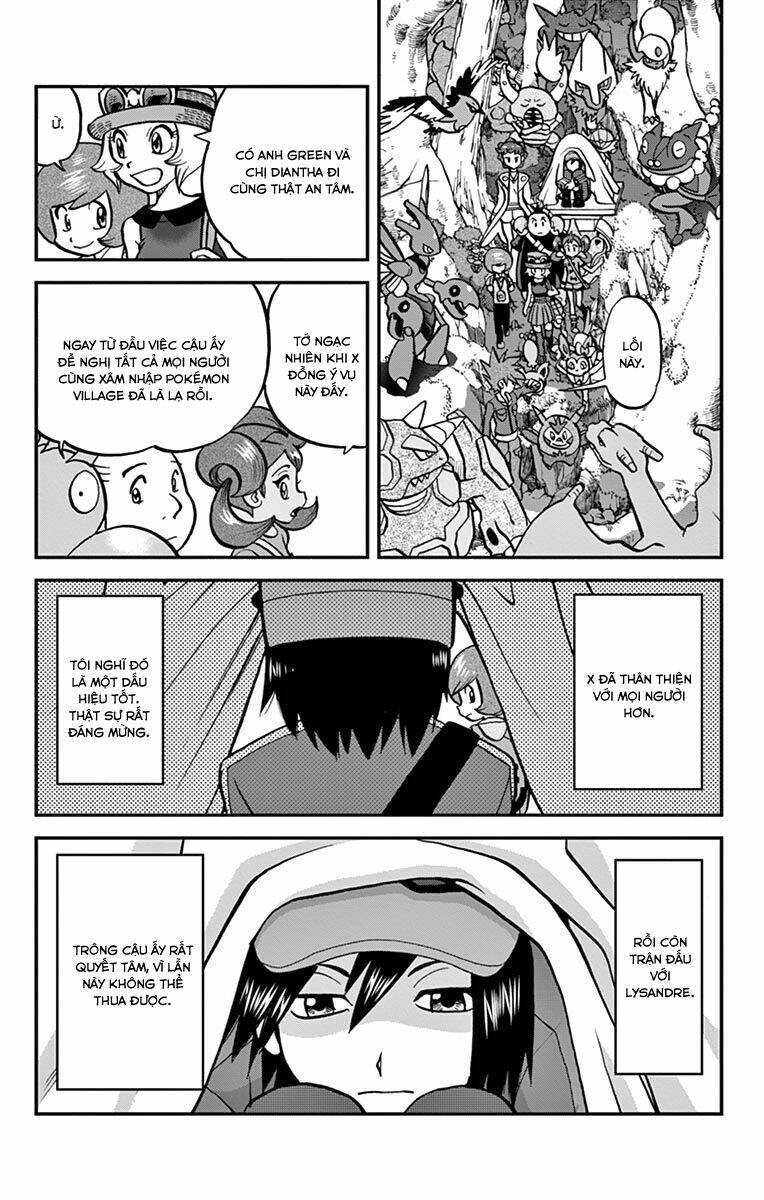 LỐI
NÀY.
CÓ ANH GREEN VÀ
CHỊ DIANTHA ĐI
CÙNG THẬT AN TÂM.
Ừ.
TỚ NGẠC
NHIÊN KHI X
ĐỒNG Ý VỤ
NÀY ĐẤY.
NGAY TỪ ĐẦU VIỆC CẬU ẤY
ĐỀ NGHỊ TẤT CẢ MỌI NGƯỜI
CÙNG XÂM NHẬP POKÉMON
VILLAGE ĐÃ LÀ LẠ RỒI.
X ĐÃ THÂN THIỆN
VỚI MỌI NGƯỜI
HƠN.
TÔI NGHĨ ĐÓ
LÀ MỘT DẤU
HIỆU TỐT.
THẬT SỰ RẤT
ĐÁNG MỪNG.
RỒI CÒN
TRẬN ĐẤU
VỚI
LYSANDRE.
TRÔNG CẬU ẤY RẤT
QUYẾT TÂM, VÌ LẦN
NÀY KHÔNG THỂ
THUA ĐƯỢC.